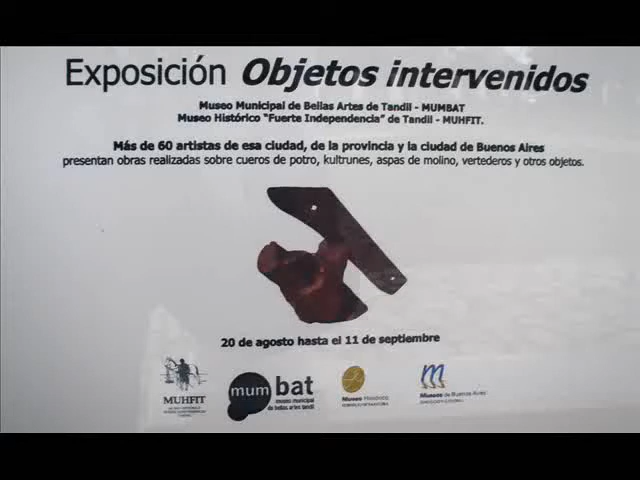 Exposición Objetos intervenidos
Museo Municipal de Bellas Artes de Tandil - MUMBAT
Museo Histórico "Fuerte Independencia" de Tandil - MUHFIT.
Más de 60 artistas de esa ciudad, de la provincia y la ciudad de Buenos Aires
presentan obras realizadas sobre cueros de potro, kultrunes, aspas de molino, vertederos y otros objetos.
20 de agosto hasta el 11 de septiembre
MUHFIT
mumbat
museo municipal
de bellas artes tandil
Museo Histórico
m
Museos de Buenos Aires